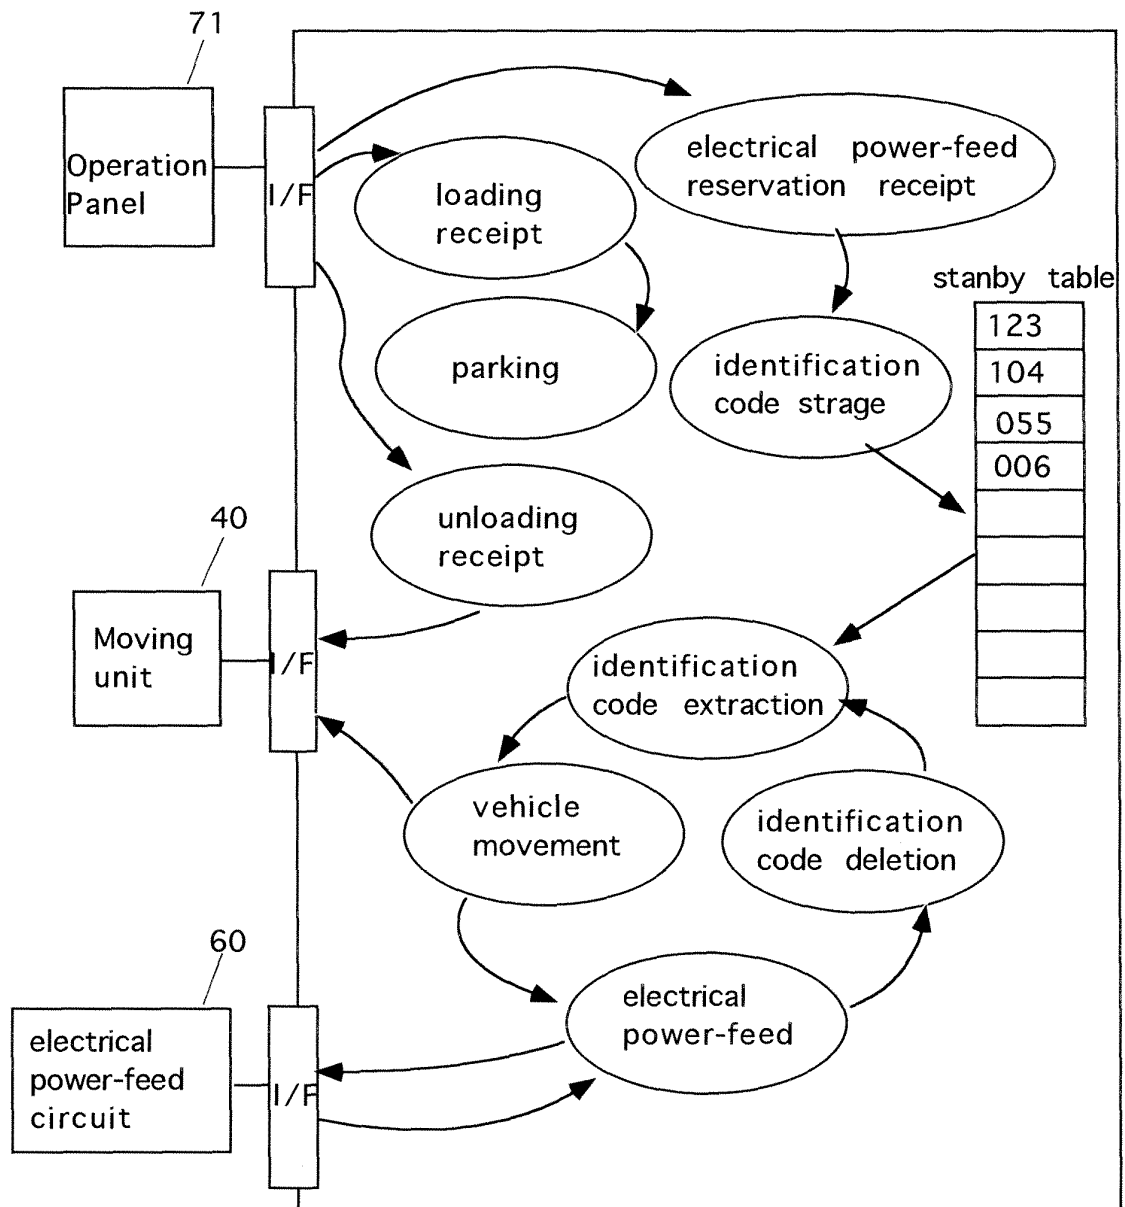 71
Operation
Panel
I/F
electrical power-feed
reservation receipt
loading
receipt
stanby table
123
104
055
006
parking
identification
code strage
unloading
receipt
40
Moving
unit
I/F
identification
code extraction
vehicle
movement
identification
code deletion
60
electrical
power-feed
circuit
I/F
electrical
power-feed